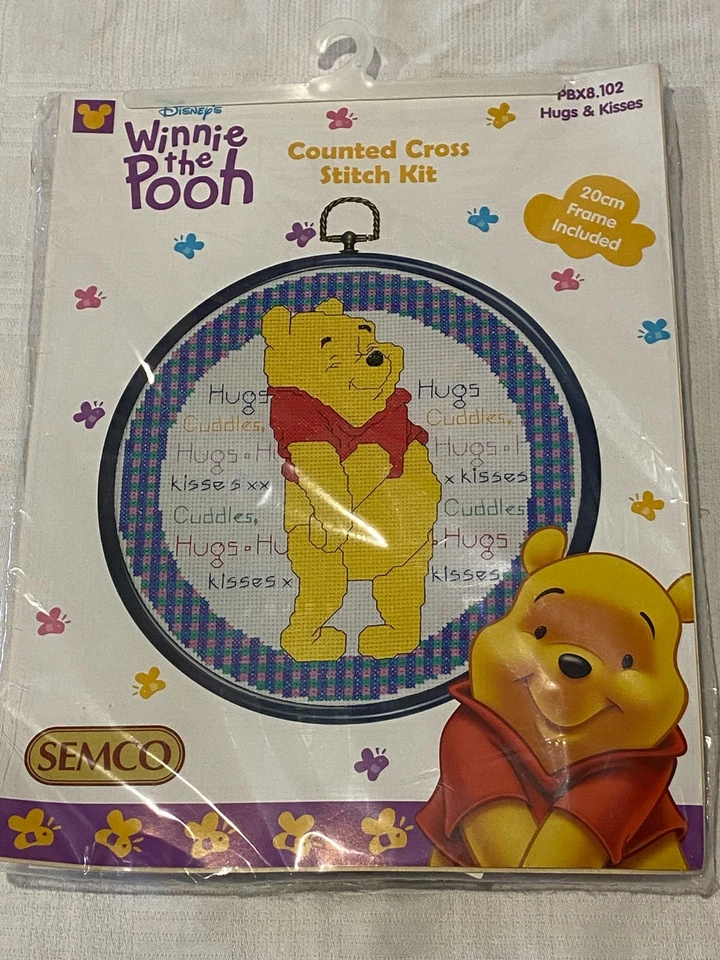 DISNEY'S
Winnie
the
Pooh
Counted Cross
Stitch Kit
PBX8.102
Hugs & Kisses
20cm
Frame
Included
Hugs Hugs
Cuddles, Cuddles,
Hugs • H Hugs • H
kisses xx x kisses
Cuddles, Cuddles
Hugs • Hu Hugs
kisses x kisses
SEMCO